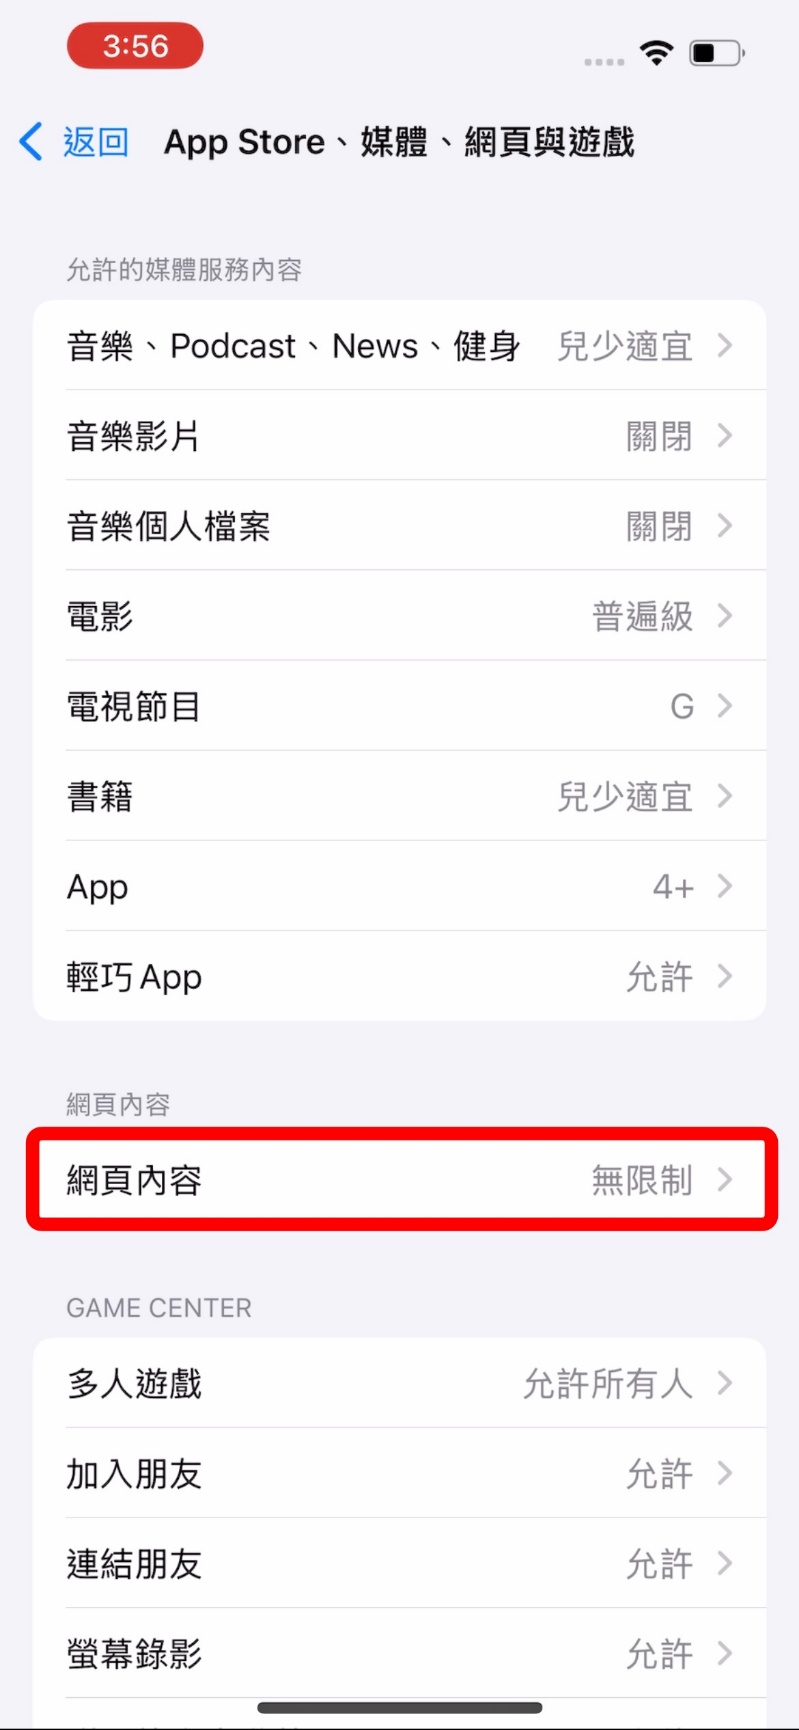 3:56
返回 App Store、媒體、網頁與遊戲
允許的媒體服務內容
音樂、Podcast、News、健身 兒少適宜
音樂影片 關閉
音樂個人檔案 關閉
電影 普遍級
電視節目 G
書籍 兒少適宜
App 4+
輕巧 App 允許
網頁內容
網頁內容 無限制
GAME CENTER
多人遊戲 允許所有人
加入朋友 允許
連結朋友 允許
螢幕錄影 允許